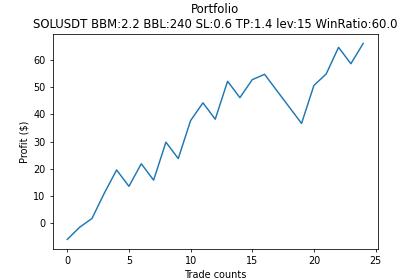 Portfolio
SOLUSDT BBM:2.2 BBL:240 SL:0.6 TP:1.4 lev:15 WinRatio:60.0
Profit ($)
60
50
40
30
20
10
0
0 5 10 15 20 25
Trade counts